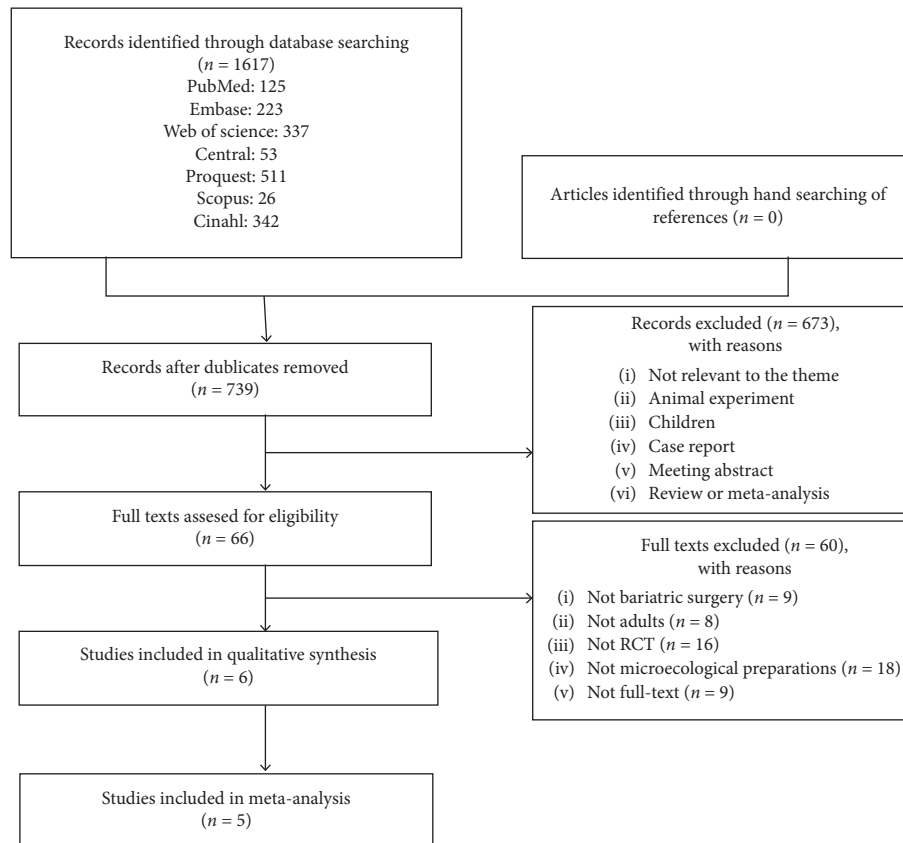 Records identified through database searching
(n = 1617)
PubMed: 125
Embase: 223
Web of science: 337
Central: 53
Proquest: 511
Scopus: 26
Cinahl: 342
Articles identified through hand searching of
references (n = 0)
Records after dublicates removed
(n = 739)
Records excluded (n = 673),
with reasons
(i) Not relevant to the theme
(ii) Animal experiment
(iii) Children
(iv) Case report
(v) Meeting abstract
(vi) Review or meta-analysis
Full texts assesed for eligibility
(n = 66)
Full texts excluded (n = 60),
with reasons
(i) Not bariatric surgery (n = 9)
(ii) Not adults (n = 8)
(iii) Not RCT (n = 16)
(iv) Not microecological preparations (n = 18)
(v) Not full-text (n = 9)
Studies included in qualitative synthesis
(n = 6)
Studies included in meta-analysis
(n = 5)